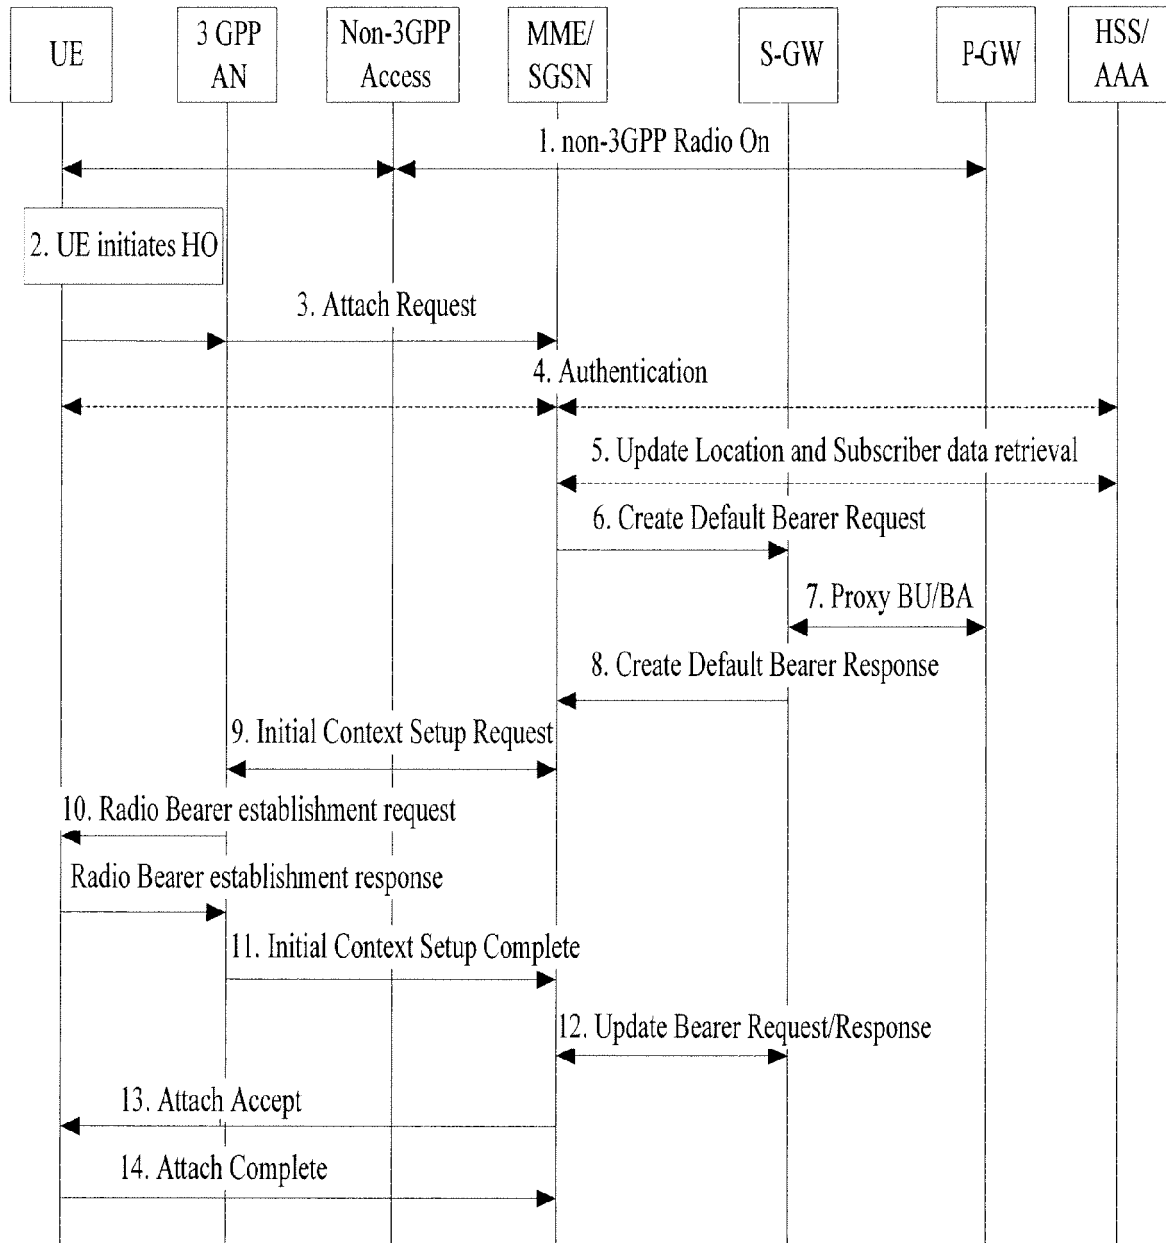 UE
3 GPP
AN
Non-3GPP
Access
MME/
SGSN
S-GW
P-GW
HSS/
AAA
1. non-3GPP Radio On
2. UE initiates HO
3. Attach Request
4. Authentication
5. Update Location and Subscriber data retrieval
6. Create Default Bearer Request
7. Proxy BU/BA
8. Create Default Bearer Response
9. Initial Context Setup Request
10. Radio Bearer establishment request
Radio Bearer establishment response
11. Initial Context Setup Complete
12. Update Bearer Request/Response
13. Attach Accept
14. Attach Complete